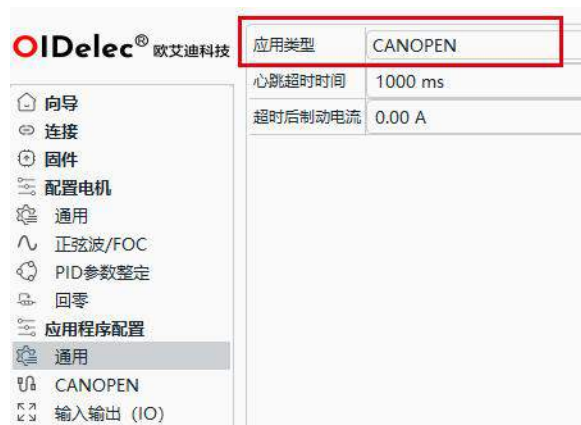 OIDelec® 欧艾迪科技
向导
连接
固件
配置电机
通用
正弦波/FOC
PID参数整定
回零
应用程序配置
通用
CANOPEN
输入输出（IO）
应用类型 CANOPEN
心跳超时时间 1000 ms
超时后制动电流 0.00 A